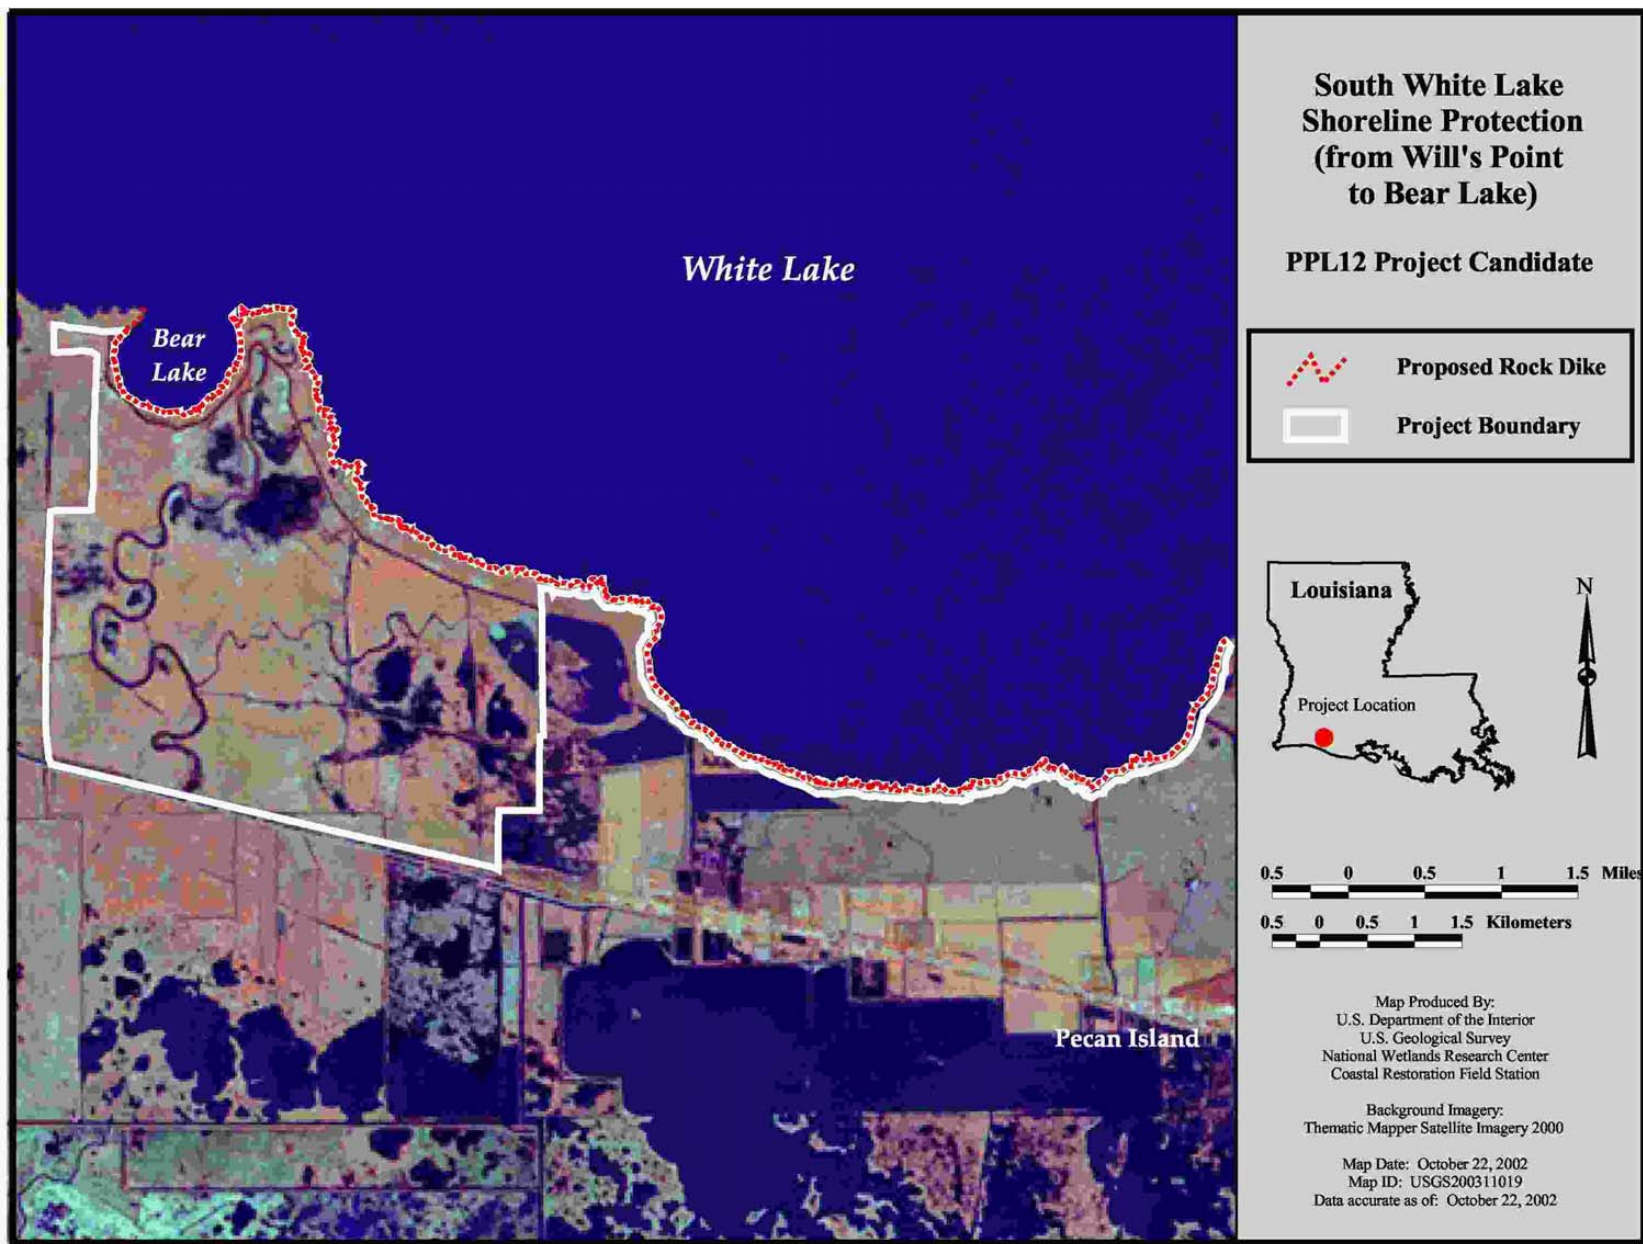 White Lake
Bear
Lake
Pecan Island
South White Lake
Shoreline Protection
(from Will's Point
to Bear Lake)
PPL12 Project Candidate
Proposed Rock Dike
Project Boundary
Louisiana
N
Project Location
0.5 0 0.5 1 1.5 Miles
0.5 0 0.5 1 1.5 Kilometers
Map Produced By:
U.S. Department of the Interior
U.S. Geological Survey
National Wetlands Research Center
Coastal Restoration Field Station
Background Imagery:
Thematic Mapper Satellite Imagery 2000
Map Date: October 22, 2002
Map ID: USGS200311019
Data accurate as of: October 22, 2002